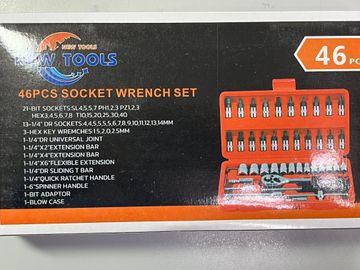 NEW TOOLS
NEW TOOLS
46 PC
46PCS SOCKET WRENCH SET
21-BIT SOCKETS SL4,5,5,7 PH1,2,3 PZ1,2,3
HEX3,4,5,6,7,8 T10,15,20,25,30,40
13-1/4" DR SOCKETS 4,4.5,5,5.5,6,7,8,9,10,11,12,13,14MM
3-HEX KEY WREMCHES 1.5,2.0,2.5MM
1-1/4"DR UNIVERSAL JOINT
1-1/4"X2"EXTENSION BAR
1-1/4"X4"EXTENSION BAR
1-1/4"X6"FLEXIBLE EXTENSION
1-1/4"DR SLIDING T BAR
1-1/4"QUICK RATCHET HANDLE
1-6"SPINNER HANDLE
1-BIT ADAPTOR
1-BLOW CASE